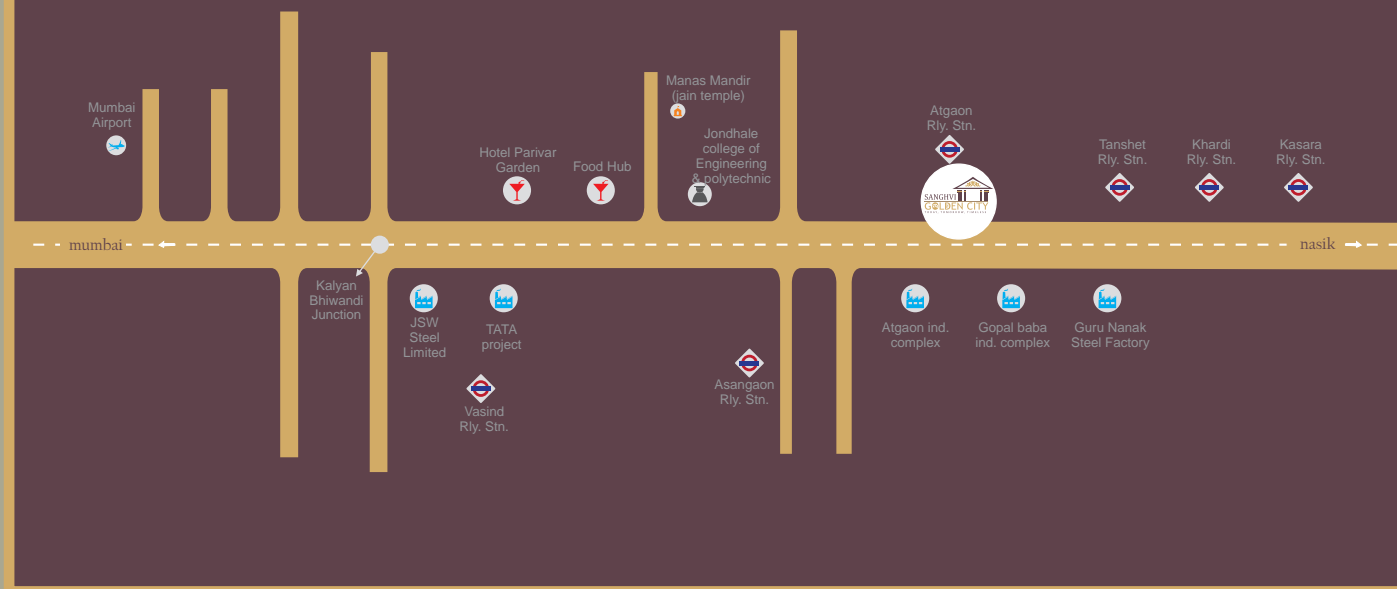 Mumbai
Airport
Hotel Parivar
Garden
Food Hub
Manas Mandir
(jain temple)
Jondhale
college of
Engineering
& polytechnic
Atgaon
Rly. Stn.
SANGHVI
GOLDEN CITY
Tanshet
Rly. Stn.
Khardi
Rly. Stn.
Kasara
Rly. Stn.
mumbai
nasik
Kalyan
Bhiwandi
Junction
JSW
Steel
Limited
TATA
project
Vasind
Rly. Stn.
Asangaon
Rly. Stn.
Atgaon ind.
complex
Gopal baba
ind. complex
Guru Nanak
Steel Factory